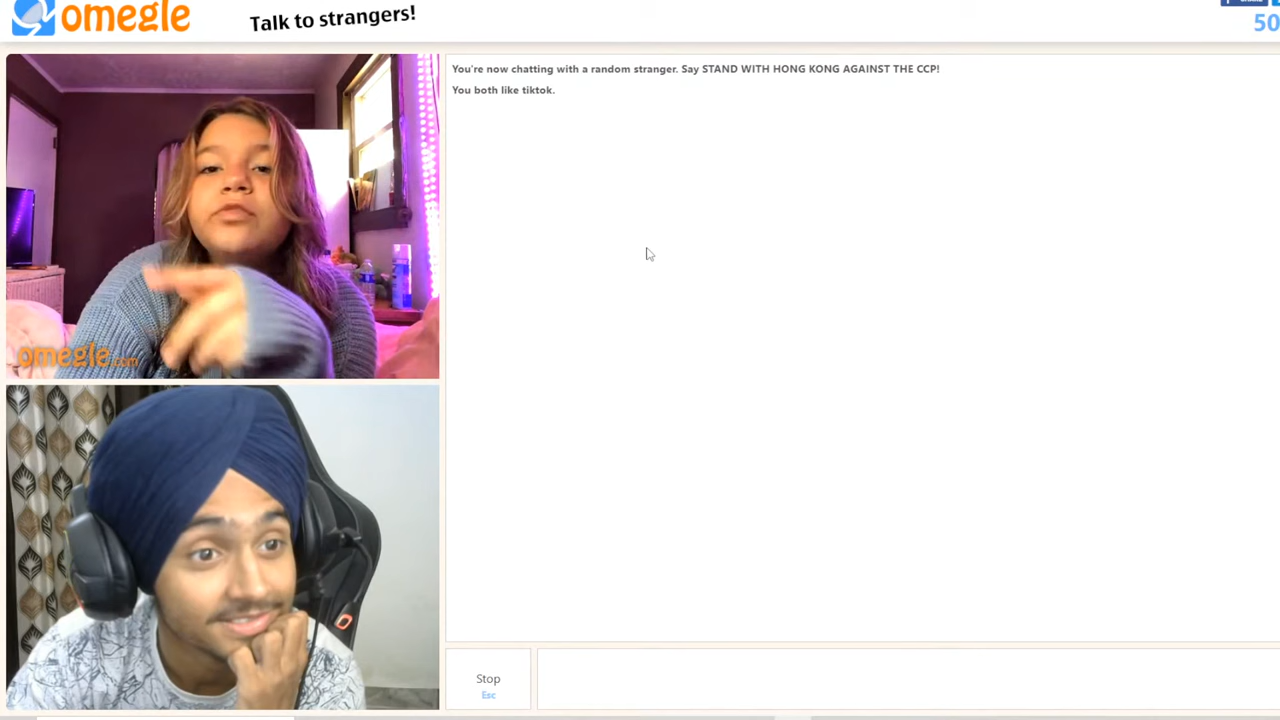 omegle
Talk to strangers!
50
You're now chatting with a random stranger. Say STAND WITH HONG KONG AGAINST THE CCP!
You both like tiktok.
omegle.com
Stop
Esc